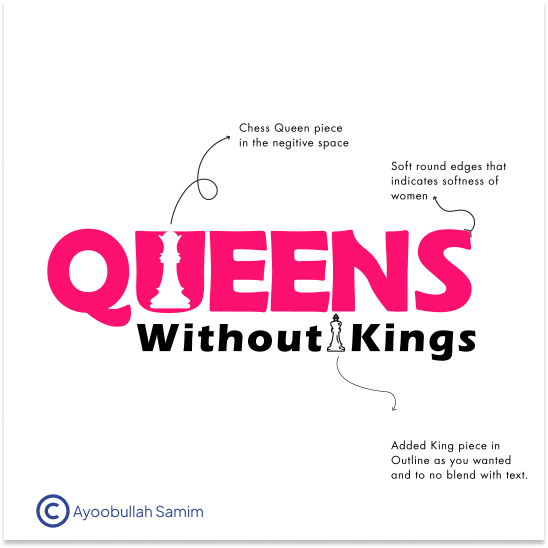 Chess Queen piece
in the negitive space
Soft round edges that
indicates softness of
women
QUEENS
Without Kings
Added King piece in
Outline as you wanted
and to no blend with text.
© Ayoobullah Samim